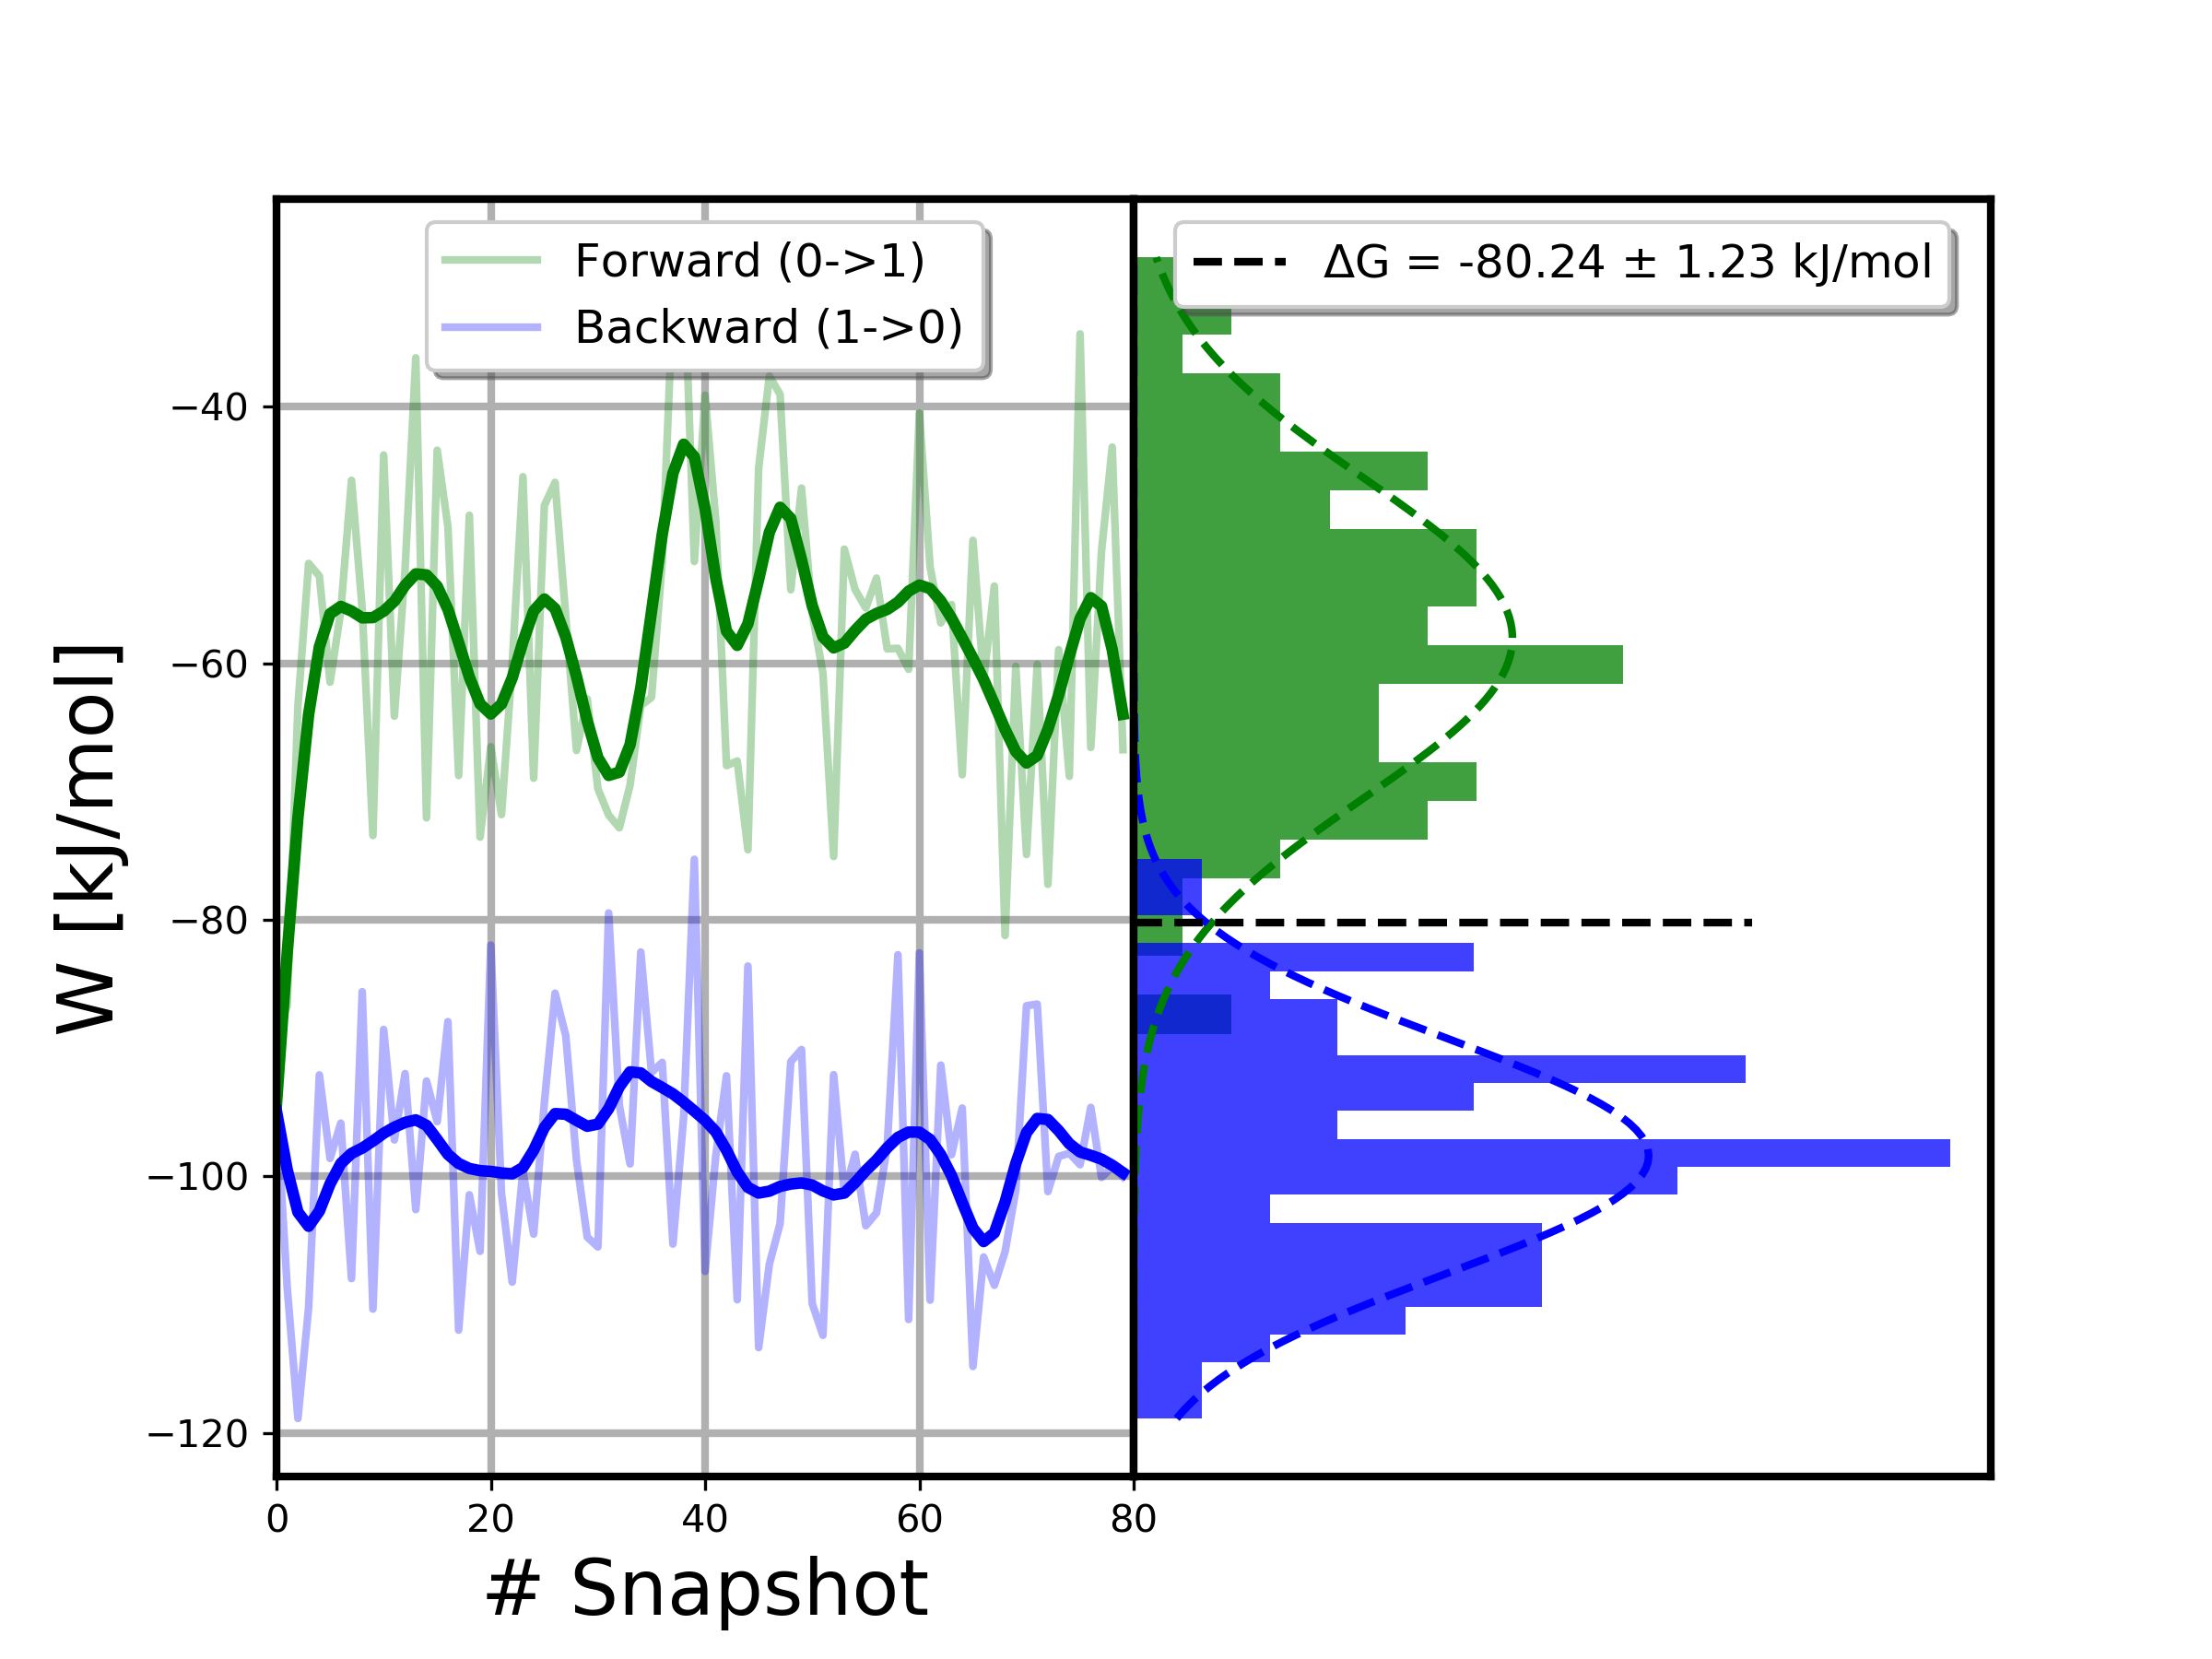 Forward (0->1)
Backward (1->0)
ΔG = -80.24 ± 1.23 kJ/mol
W [kJ/mol]
−40
−60
−80
−100
−120
0 20 40 60 80
# Snapshot